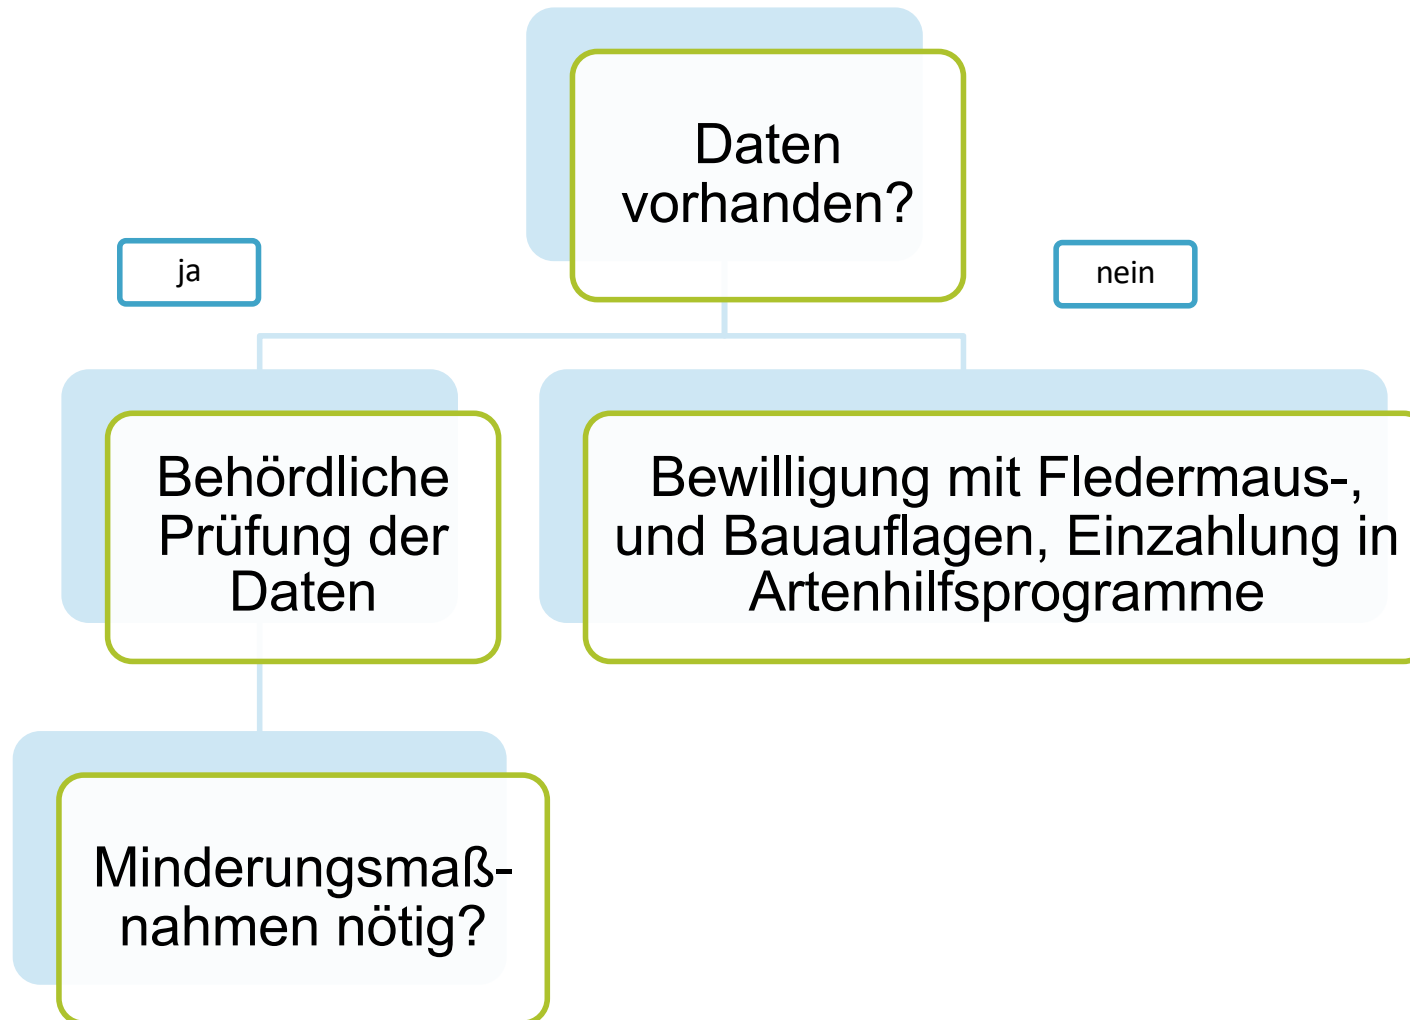 Daten
vorhanden?
ja
nein
Behördliche
Prüfung der
Daten
Bewilligung mit Fledermaus-,
und Bauauflagen, Einzahlung in
Artenhilfsprogramme
Minderungsmaß-
nahmen nötig?